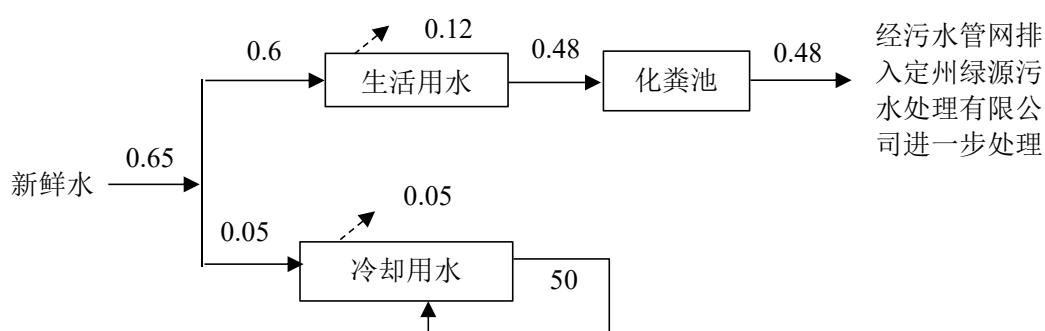 0.12
0.6
0.48
0.48
生活用水
化粪池
经污水管网排
入定州绿源污
水处理有限公
司进一步处理
0.65
新鲜水
0.05
0.05
冷却用水
50